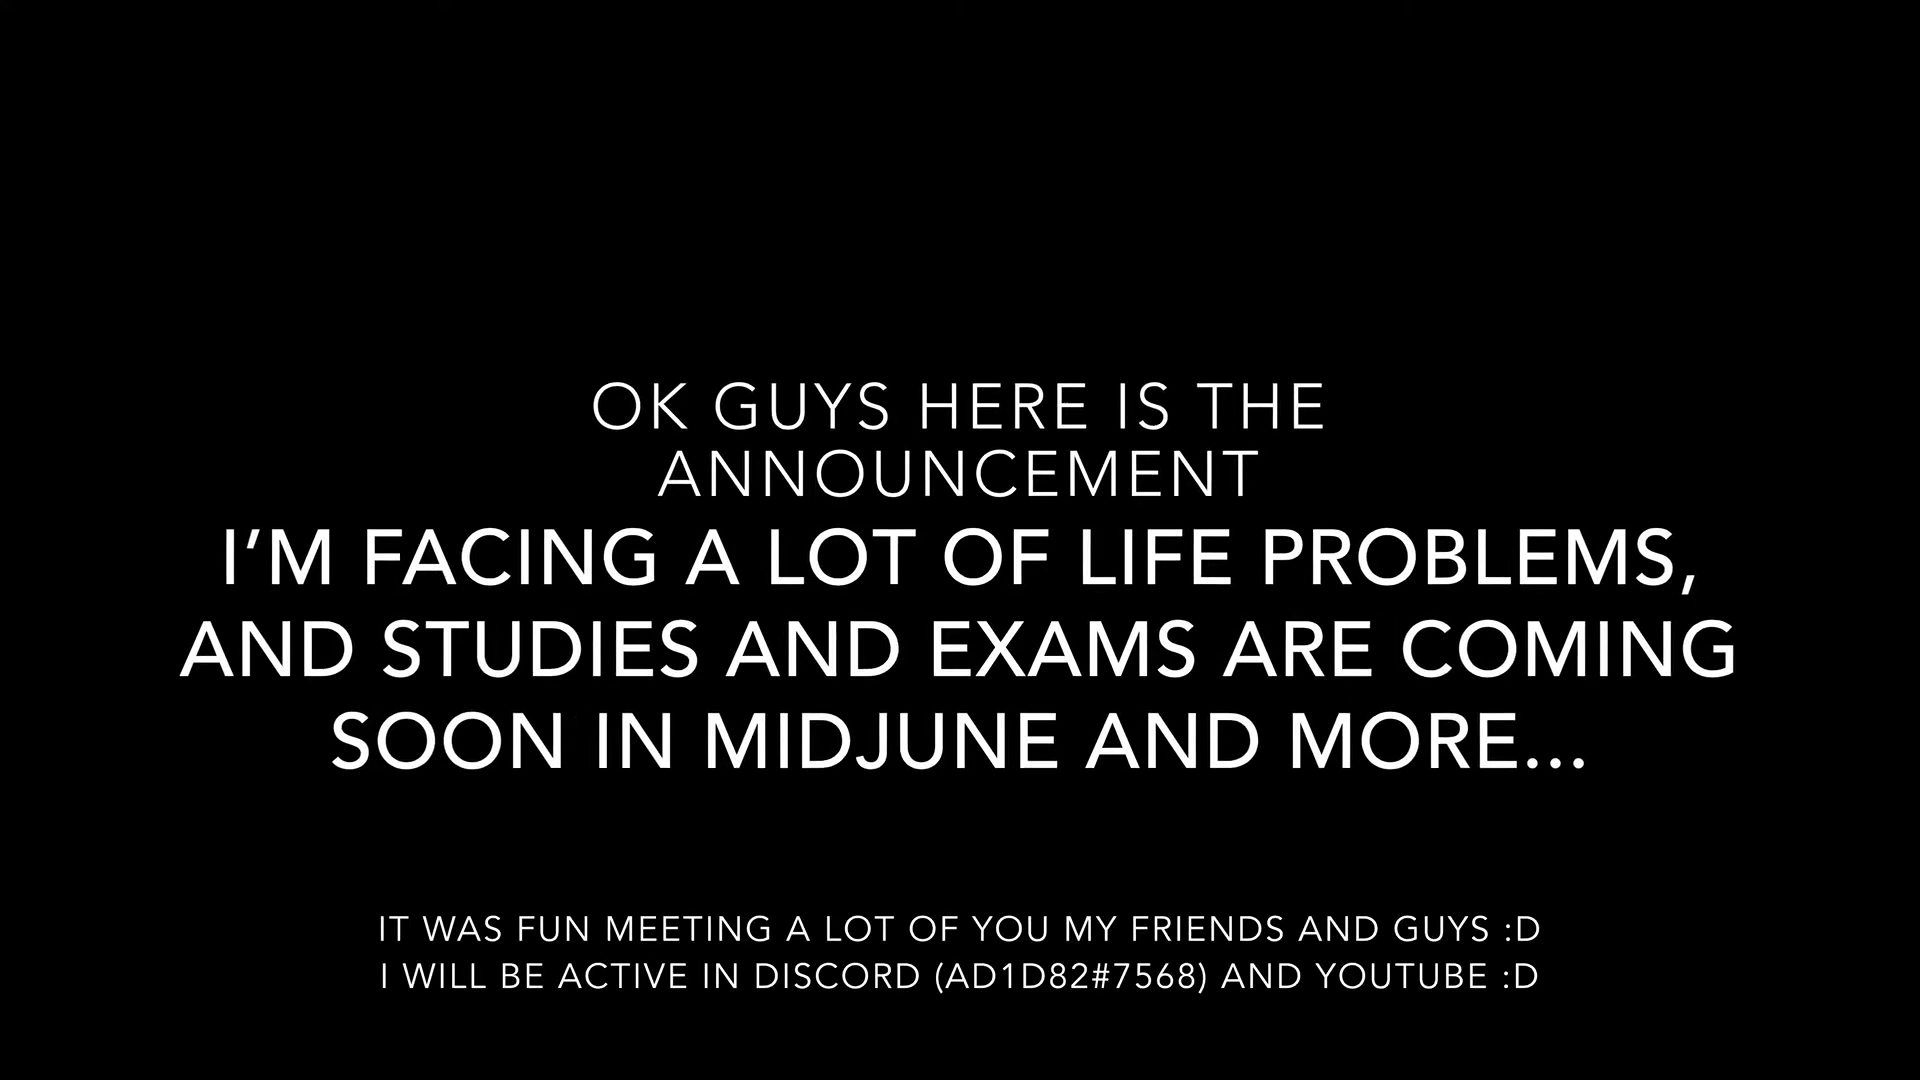 OK GUYS HERE IS THE
ANNOUNCEMENT
I’M FACING A LOT OF LIFE PROBLEMS,
AND STUDIES AND EXAMS ARE COMING
SOON IN MIDJUNE AND MORE...
IT WAS FUN MEETING A LOT OF YOU MY FRIENDS AND GUYS :D
I WILL BE ACTIVE IN DISCORD (AD1D82#7568) AND YOUTUBE :D